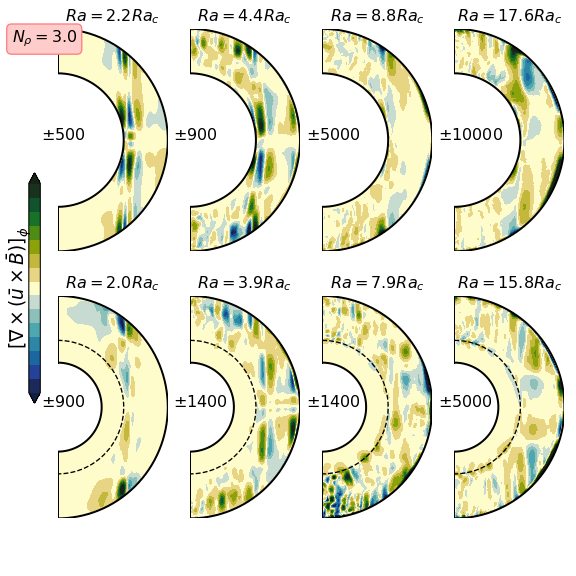 Ra = 2.2Ra_c Ra = 4.4Ra_c Ra = 8.8Ra_c Ra = 17.6Ra_c
N_ρ = 3.0
±500 ±900 ±5000 ±10000
[∇ × (ū × B̄)]_ϕ
Ra = 2.0Ra_c Ra = 3.9Ra_c Ra = 7.9Ra_c Ra = 15.8Ra_c
±900 ±1400 ±1400 ±5000